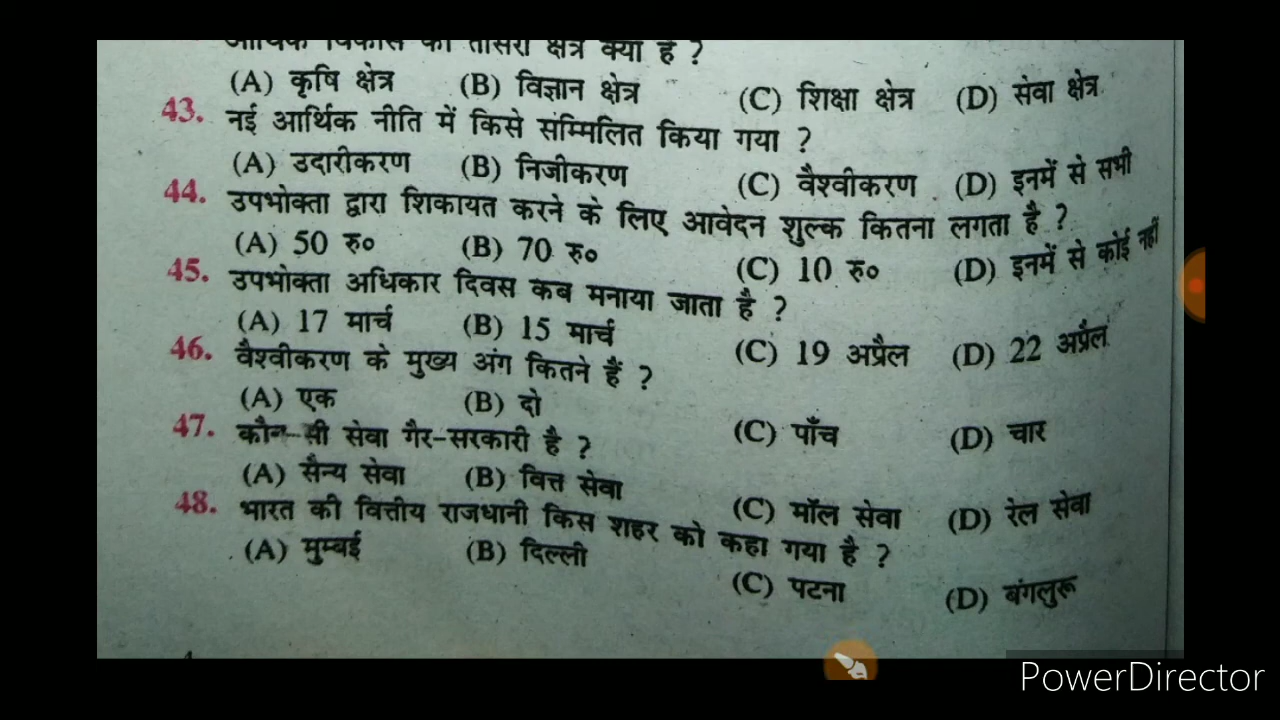 आर्थिक विकास का तीसरा क्षेत्र क्या है ?
(A) कृषि क्षेत्र (B) विज्ञान क्षेत्र (C) शिक्षा क्षेत्र (D) सेवा क्षेत्र
43. नई आर्थिक नीति में किसे सम्मिलित किया गया ?
(A) उदारीकरण (B) निजीकरण (C) वैश्वीकरण (D) इनमें से सभी
44. उपभोक्ता द्वारा शिकायत करने के लिए आवेदन शुल्क कितना लगता है ?
(A) 50 रु० (B) 70 रु० (C) 10 रु० (D) इनमें से कोई नहीं
45. उपभोक्ता अधिकार दिवस कब मनाया जाता है ?
(A) 17 मार्च (B) 15 मार्च (C) 19 अप्रैल (D) 22 अप्रैल
46. वैश्वीकरण के मुख्य अंग कितने हैं ?
(A) एक (B) दो (C) पाँच (D) चार
47. कौन-सी सेवा गैर-सरकारी है ?
(A) सैन्य सेवा (B) वित्त सेवा (C) मॉल सेवा (D) रेल सेवा
48. भारत की वित्तीय राजधानी किस शहर को कहा गया है ?
(A) मुम्बई (B) दिल्ली (C) पटना (D) बंगलुरू
PowerDirector